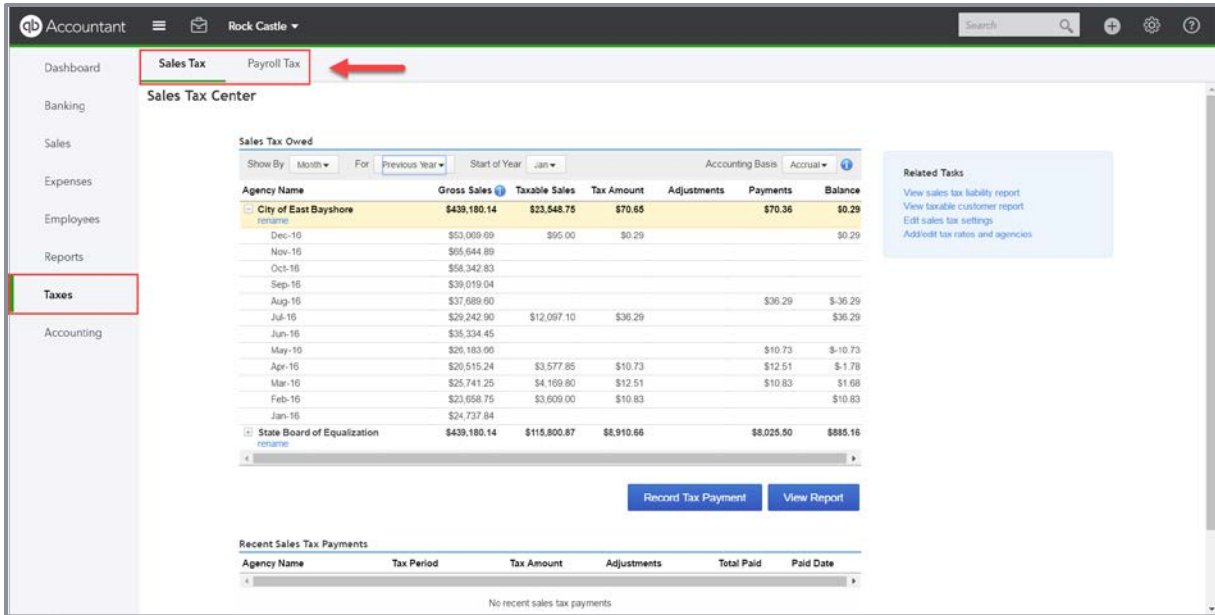 qb Accountant Rock Castle Search
Dashboard
Banking
Sales
Expenses
Employees
Reports
Taxes
Accounting
Sales Tax Payroll Tax
Sales Tax Center
Sales Tax Owed
Show By Month For Previous Year Start of Year Jan Accounting Basis Accrual
Agency Name Gross Sales Taxable Sales Tax Amount Adjustments Payments Balance
City of East Bayshore $439,180.14 $23,548.75 $70.65 $70.36 $0.29
rename
Dec-16 $53,009.69 $95.00 $0.29 $0.29
Nov-16 $65,644.89
Oct-16 $58,342.83
Sep-16 $39,019.04
Aug-16 $37,689.60 $36.29 $-36.29
Jul-16 $29,242.90 $12,097.10 $36.29 $36.29
Jun-16 $35,334.45
May-16 $26,183.66 $10.73 $-10.73
Apr-16 $20,515.24 $3,577.85 $10.73 $12.51 $-1.78
Mar-16 $25,741.25 $4,169.80 $12.51 $10.83 $1.68
Feb-16 $23,658.75 $3,609.00 $10.83 $10.83
Jan-16 $24,737.84
State Board of Equalization $439,180.14 $115,800.87 $8,910.66 $8,025.50 $885.16
rename
Related Tasks
View sales tax liability report
View taxable customer report
Edit sales tax settings
Add/edit tax rates and agencies
Record Tax Payment View Report
Recent Sales Tax Payments
Agency Name Tax Period Tax Amount Adjustments Total Paid Paid Date
No recent sales tax payments